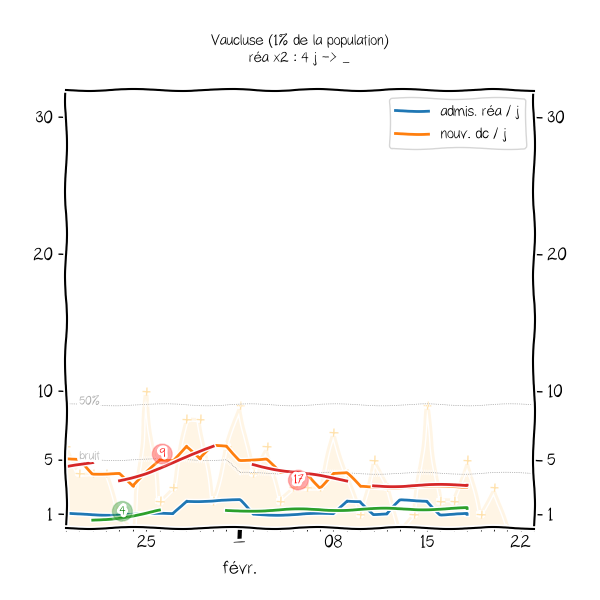 Vaucluse (1% de la population)
réa x2 : 4 j -> _
admis. réa / j
nouv. dc / j
30 30
20 20
10 10
50%
9
bruit
5 5
17
4
1 1
25 1 08 15 22
févr.